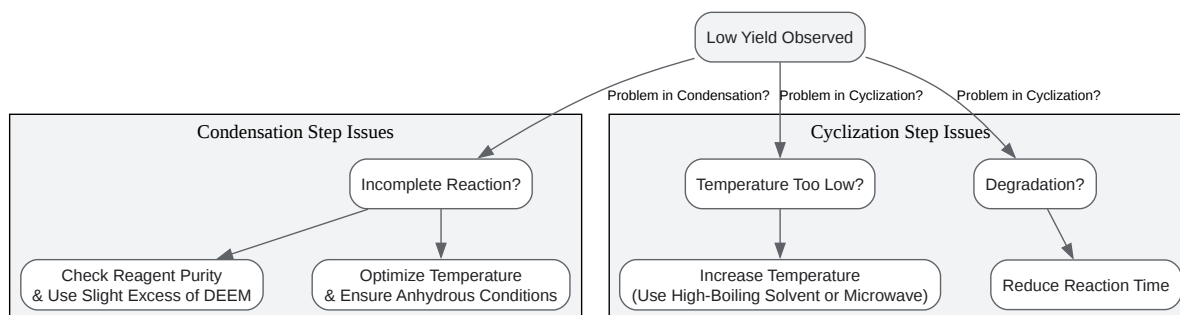 Low Yield Observed
Problem in Condensation?
Problem in Cyclization?
Problem in Cyclization?
Condensation Step Issues
Cyclization Step Issues
Incomplete Reaction?
Temperature Too Low?
Degradation?
Check Reagent Purity
& Use Slight Excess of DEEM
Optimize Temperature
& Ensure Anhydrous Conditions
Increase Temperature
(Use High-Boiling Solvent or Microwave)
Reduce Reaction Time